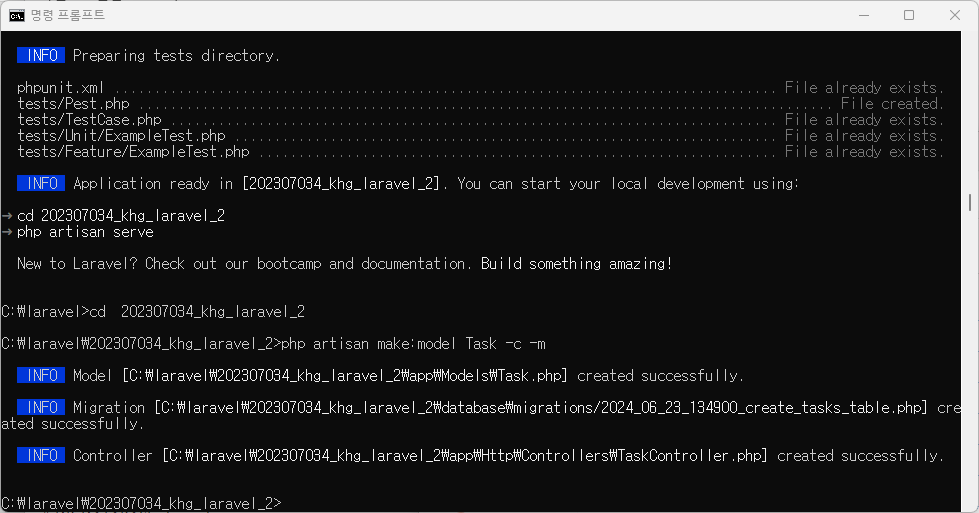 명령 프롬프트
INFO Preparing tests directory.
phpunit.xml ................................................................................... File already exists.
tests/Pest.php ....................................................................................... File created.
tests/TestCase.php ............................................................................ File already exists.
tests/Unit/ExampleTest.php .................................................................... File already exists.
tests/Feature/ExampleTest.php ................................................................. File already exists.
INFO Application ready in [202307034_khg_laravel_2]. You can start your local development using:
➜ cd 202307034_khg_laravel_2
➜ php artisan serve
New to Laravel? Check out our bootcamp and documentation. Build something amazing!
C:₩laravel>cd  202307034_khg_laravel_2
C:₩laravel₩202307034_khg_laravel_2>php artisan make:model Task -c -m
INFO Model [C:₩laravel₩202307034_khg_laravel_2₩app₩Models₩Task.php] created successfully.
INFO Migration [C:₩laravel₩202307034_khg_laravel_2₩database₩migrations/2024_06_23_134900_create_tasks_table.php] cre
ated successfully.
INFO Controller [C:₩laravel₩202307034_khg_laravel_2₩app₩Http₩Controllers₩TaskController.php] created successfully.
C:₩laravel₩202307034_khg_laravel_2>